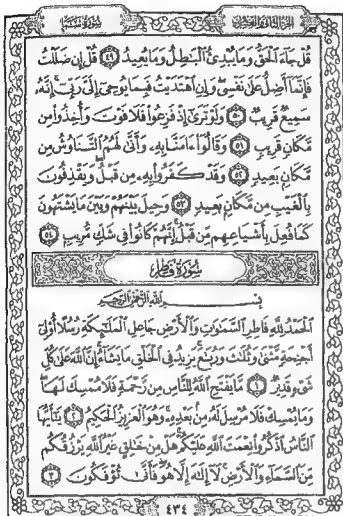 الجزء الثاني والعشرون
سورة سبإ
قُلْ جَآءَ ٱلْحَقُّ وَمَا يُبْدِئُ ٱلْبَٰطِلُ وَمَا يُعِيدُ ٤٩ قُلْ إِن ضَلَلْتُ
فَإِنَّمَآ أَضِلُّ عَلَىٰ نَفْسِى وَإِنِ ٱهْتَدَيْتُ فَبِمَا يُوحِىٓ إِلَىَّ رَبِّىٓ إِنَّهُۥ
سَمِيعٌ قَرِيبٌ ٥٠ وَلَوْ تَرَىٰٓ إِذْ فَزِعُوا۟ فَلَا فَوْتَ وَأُخِذُوا۟ مِن
مَّكَانٍ قَرِيبٍ ٥١ وَقَالُوٓا۟ ءَامَنَّا بِهِۦ وَأَنَّىٰ لَهُمُ ٱلتَّنَاوُشُ مِن
مَّكَانٍۭ بَعِيدٍ ٥٢ وَقَدْ كَفَرُوا۟ بِهِۦ مِن قَبْلُ وَيَقْذِفُونَ
بِٱلْغَيْبِ مِن مَّكَانٍۭ بَعِيدٍ ٥٣ وَحِيلَ بَيْنَهُمْ وَبَيْنَ مَا يَشْتَهُونَ
كَمَا فُعِلَ بِأَشْيَاعِهِم مِّن قَبْلُ إِنَّهُمْ كَانُوا۟ فِى شَكٍّ مُّرِيبٍۭ ٥٤
سُورَةُ فَاطِرٍ
بِسْمِ ٱللَّهِ ٱلرَّحْمَٰنِ ٱلرَّحِيمِ
ٱلْحَمْدُ لِلَّهِ فَاطِرِ ٱلسَّمَٰوَٰتِ وَٱلْأَرْضِ جَاعِلِ ٱلْمَلَٰٓئِكَةِ رُسُلًا أُو۟لِىٓ
أَجْنِحَةٍ مَّثْنَىٰ وَثُلَٰثَ وَرُبَٰعَ يَزِيدُ فِى ٱلْخَلْقِ مَا يَشَآءُ إِنَّ ٱللَّهَ عَلَىٰ كُلِّ
شَىْءٍ قَدِيرٌ ١ مَّا يَفْتَحِ ٱللَّهُ لِلنَّاسِ مِن رَّحْمَةٍ فَلَا مُمْسِكَ لَهَا
وَمَا يُمْسِكْ فَلَا مُرْسِلَ لَهُۥ مِنۢ بَعْدِهِۦ وَهُوَ ٱلْعَزِيزُ ٱلْحَكِيمُ ٢ يَٰٓأَيُّهَا
ٱلنَّاسُ ٱذْكُرُوا۟ نِعْمَتَ ٱللَّهِ عَلَيْكُمْ هَلْ مِنْ خَٰلِقٍ غَيْرُ ٱللَّهِ يَرْزُقُكُم
مِّنَ ٱلسَّمَآءِ وَٱلْأَرْضِ لَآ إِلَٰهَ إِلَّا هُوَ فَأَنَّىٰ تُؤْفَكُونَ ٣
٤٣٤